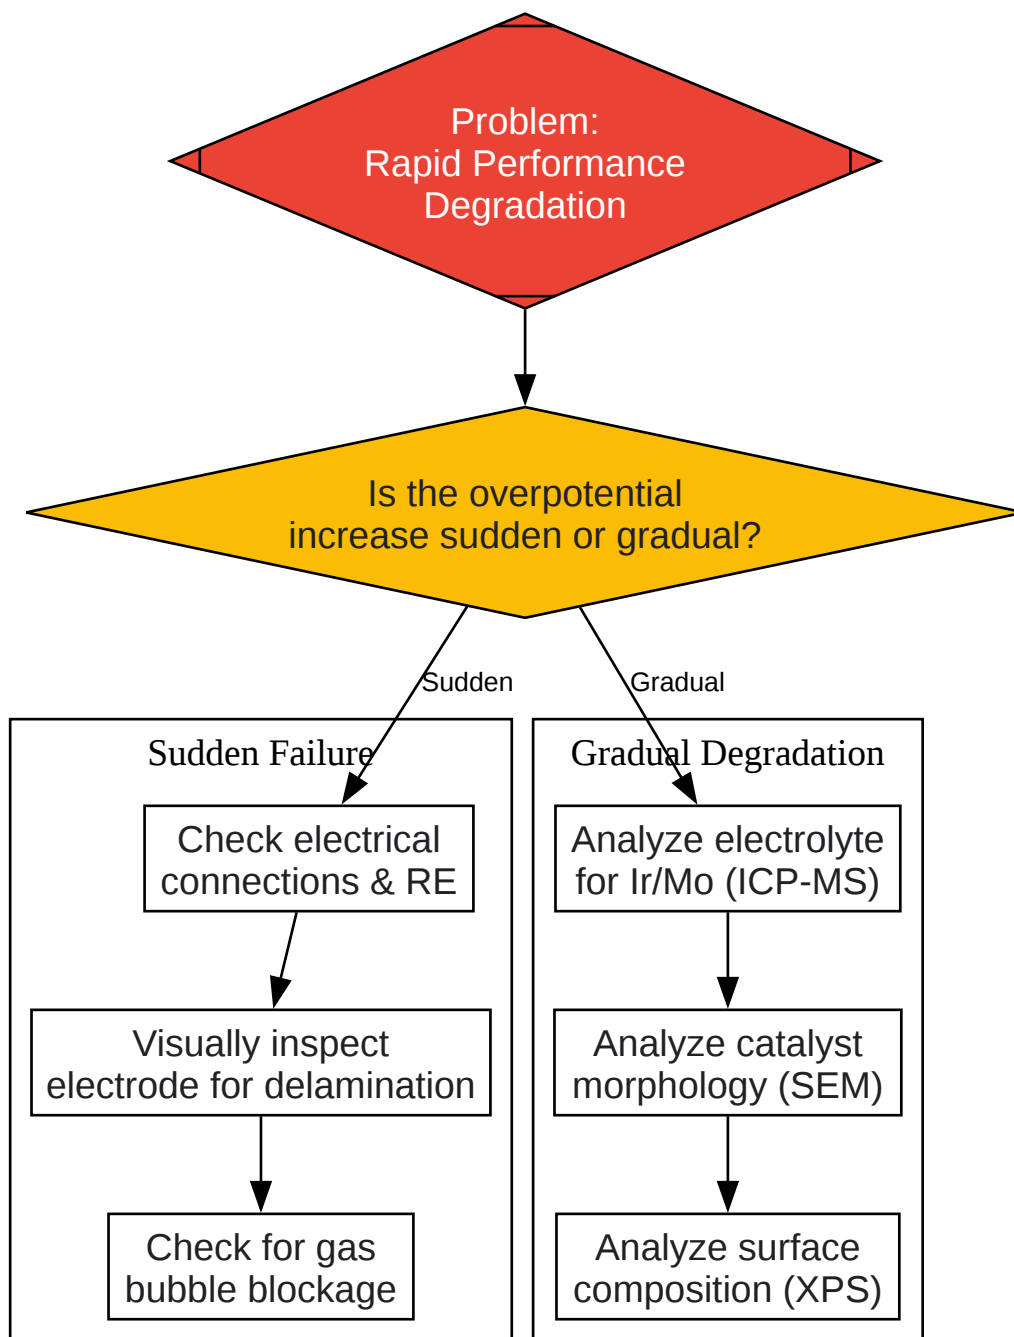 Problem:
Rapid Performance
Degradation
Is the overpotential
increase sudden or gradual?
Sudden
Gradual
Sudden Failure
Check electrical
connections & RE
Visually inspect
electrode for delamination
Check for gas
bubble blockage
Gradual Degradation
Analyze electrolyte
for Ir/Mo (ICP-MS)
Analyze catalyst
morphology (SEM)
Analyze surface
composition (XPS)